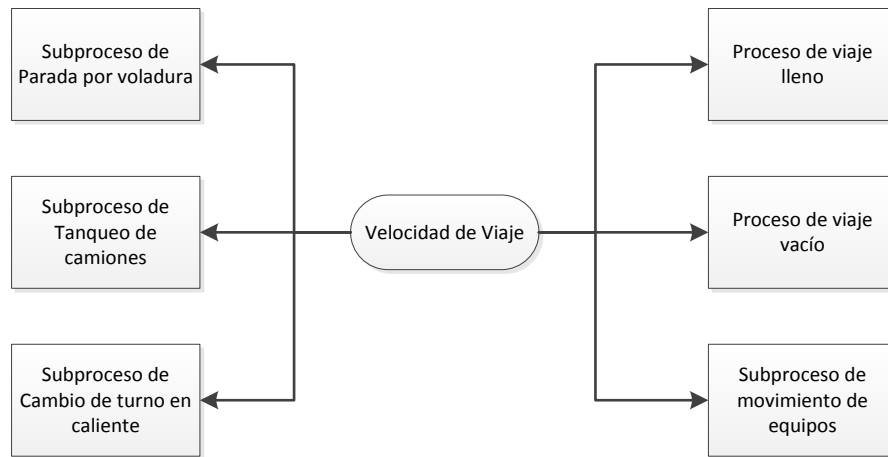 Subproceso de
Parada por voladura
Proceso de viaje
lleno
Subproceso de
Tanqueo de
camiones
Velocidad de Viaje
Proceso de viaje
vacío
Subproceso de
Cambio de turno en
caliente
Subproceso de
movimiento de
equipos